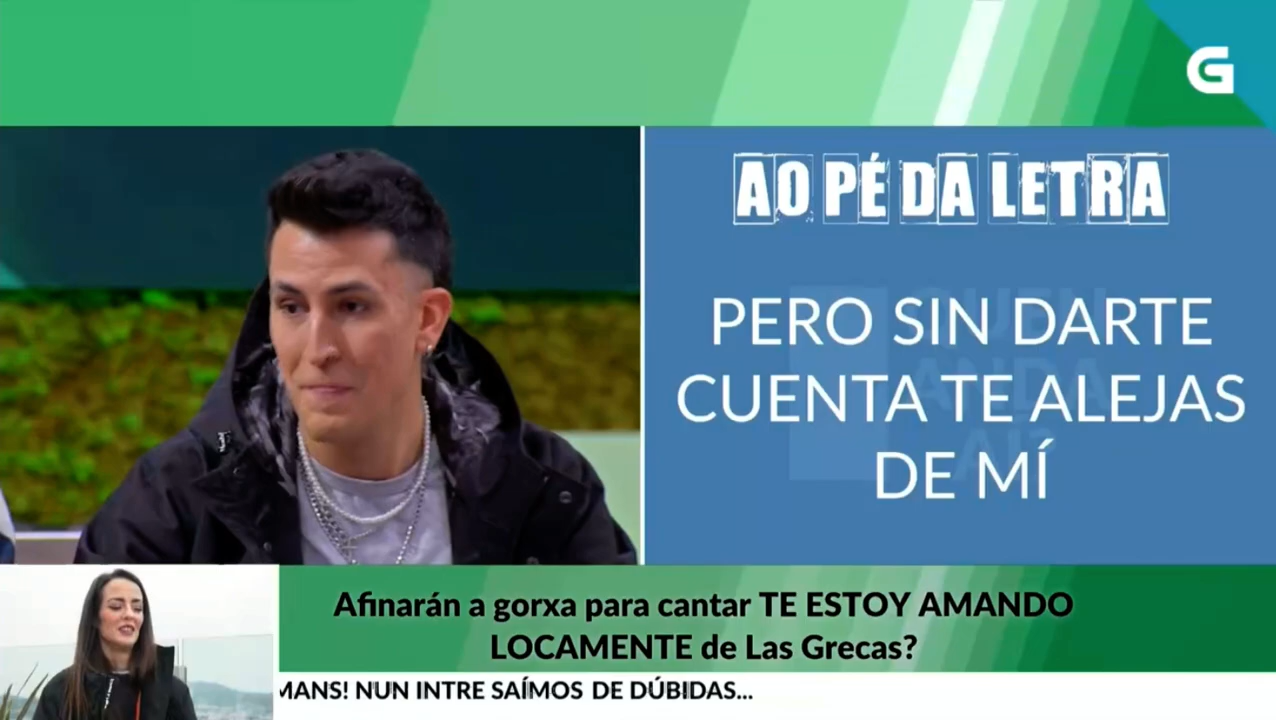 G
AO PÉ DA LETRA
PERO SIN DARTE
CUENTA TE ALEJAS
DE MÍ
Afinarán a gorxa para cantar TE ESTOY AMANDO
LOCAMENTE de Las Grecas?
MANS! NUN INTRE SAÍMOS DE DÚBIDAS...